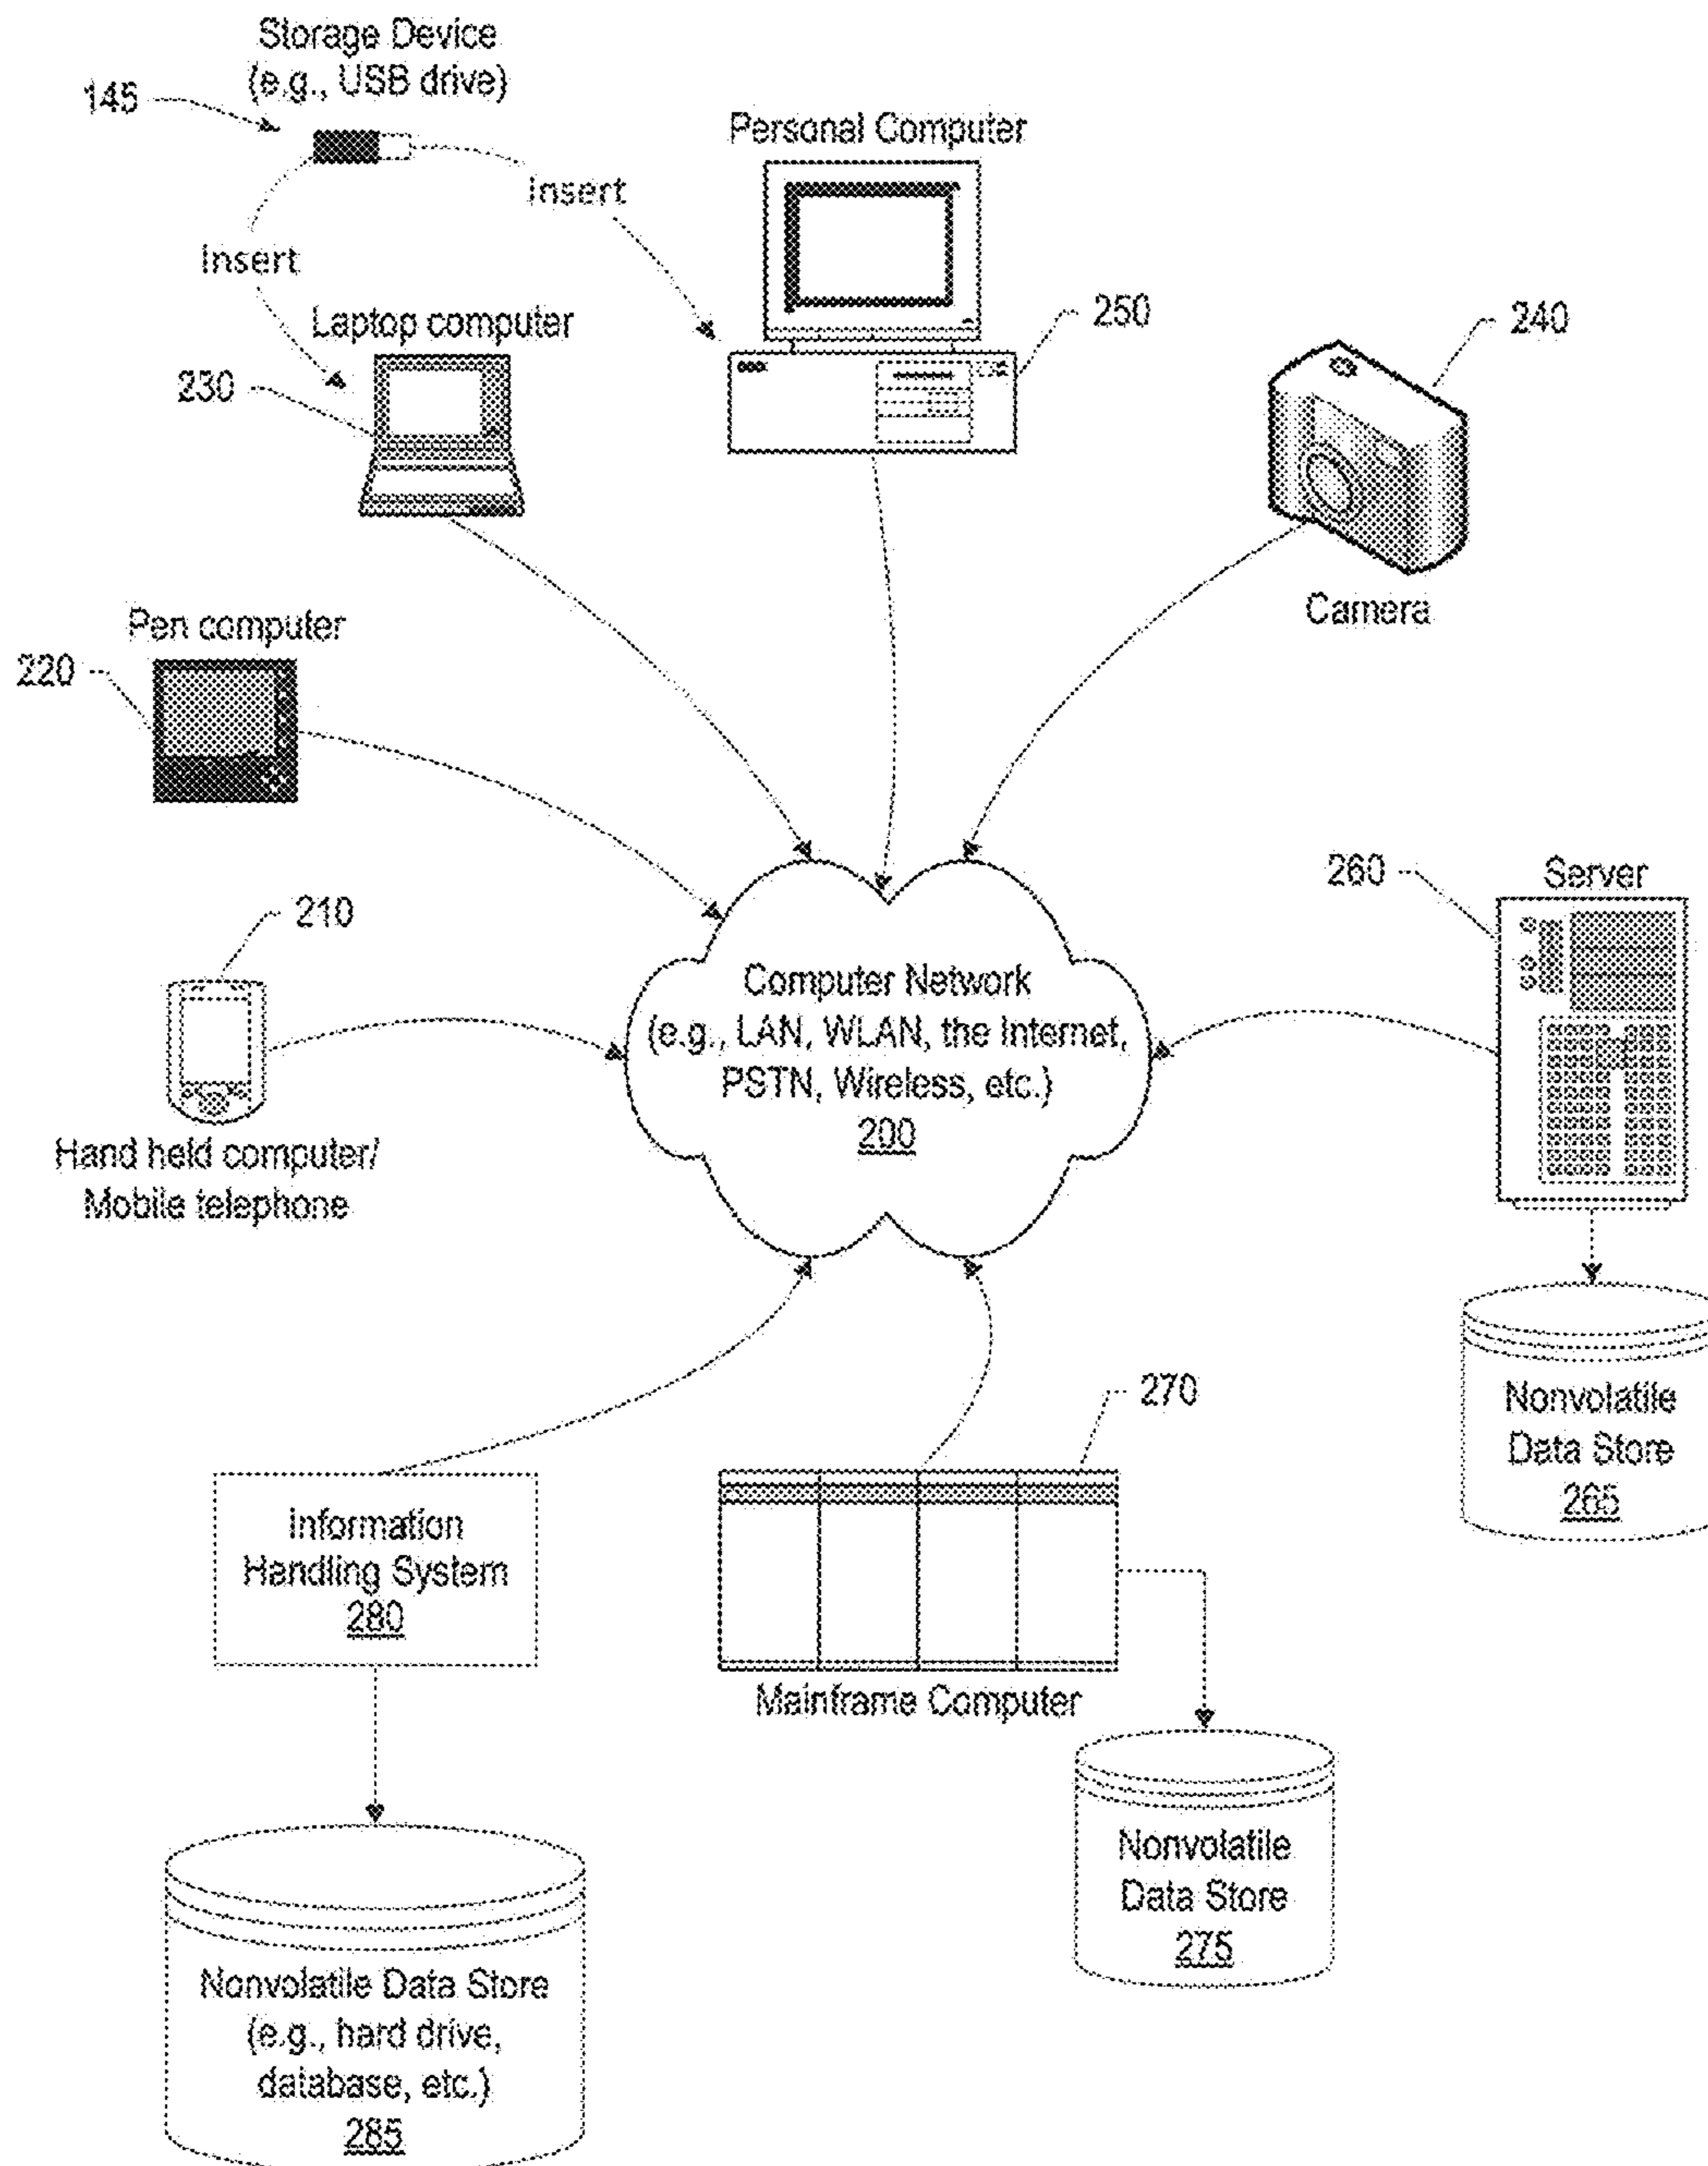 Storage Device
(e.g., USB drive)
145
Personal Computer
Insert
Insert
Laptop computer
250
240
230
Camera
Pen computer
220
260
Server
210
Computer Network
(e.g., LAN, WLAN, the Internet,
PSTN, Wireless, etc.)
200
Hand held computer/
Mobile telephone
270
Nonvolatile
Data Store
265
Information
Handling System
280
Mainframe Computer
Nonvolatile
Data Store
275
Nonvolatile Data Store
(e.g., hard drive,
database, etc.)
285